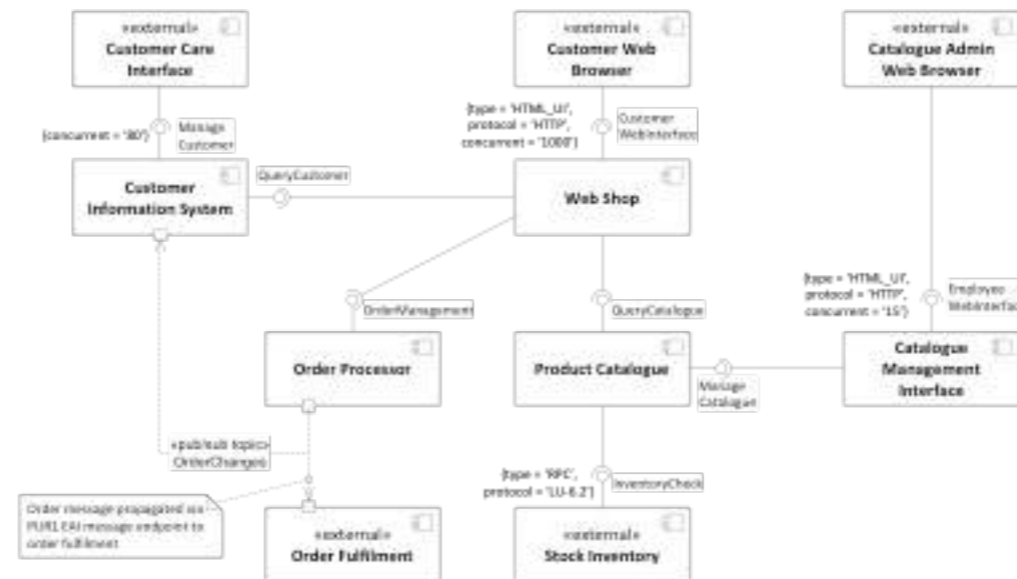 «external»
Customer Care
Interface
«external»
Customer Web
Browser
«external»
Catalogue Admin
Web Browser
{concurrent = '80'}
Manage
Customer
{type = 'HTML_UI',
protocol = 'HTTP',
concurrent = '1000'}
Customer
WebInterface
Customer
Information System
QueryCustomer
Web Shop
{type = 'HTML_UI',
protocol = 'HTTP',
concurrent = '15'}
Employee
WebInterfac
OrderManagement
QueryCatalogue
Order Processor
Product Catalogue
Manage
Catalogue
Catalogue
Management
Interface
«pub/sub topic»
OrderChanges
{type = 'RPC',
protocol = 'LU-6.2'}
InventoryCheck
Order message propagated via
EAI message endpoint to
order fulfilment
«external»
Order Fulfilment
«external»
Stock Inventory